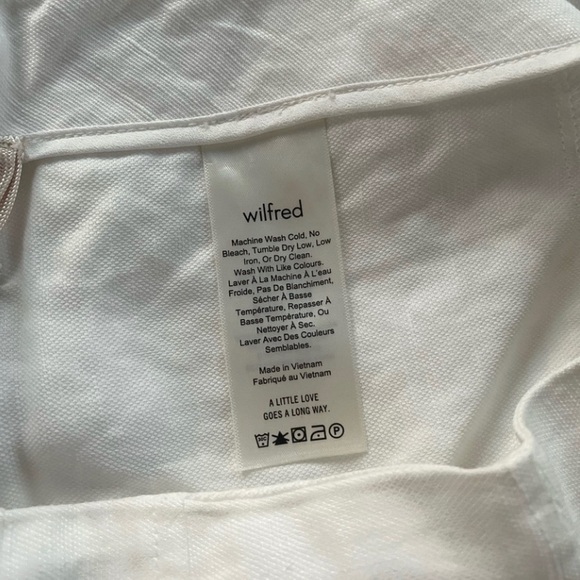 wilfred
Machine Wash Cold, No
Bleach, Tumble Dry Low, Low
Iron, Or Dry Clean.
Wash With Like Colours.
Laver À La Machine À L'eau
Froide, Pas De Blanchiment,
Sécher À Basse
Température, Repasser À
Basse Température, Ou
Nettoyer À Sec.
Laver Avec Des Couleurs
Semblables.
Made in Vietnam
Fabriqué au Vietnam
A LITTLE LOVE
GOES A LONG WAY.
30C P